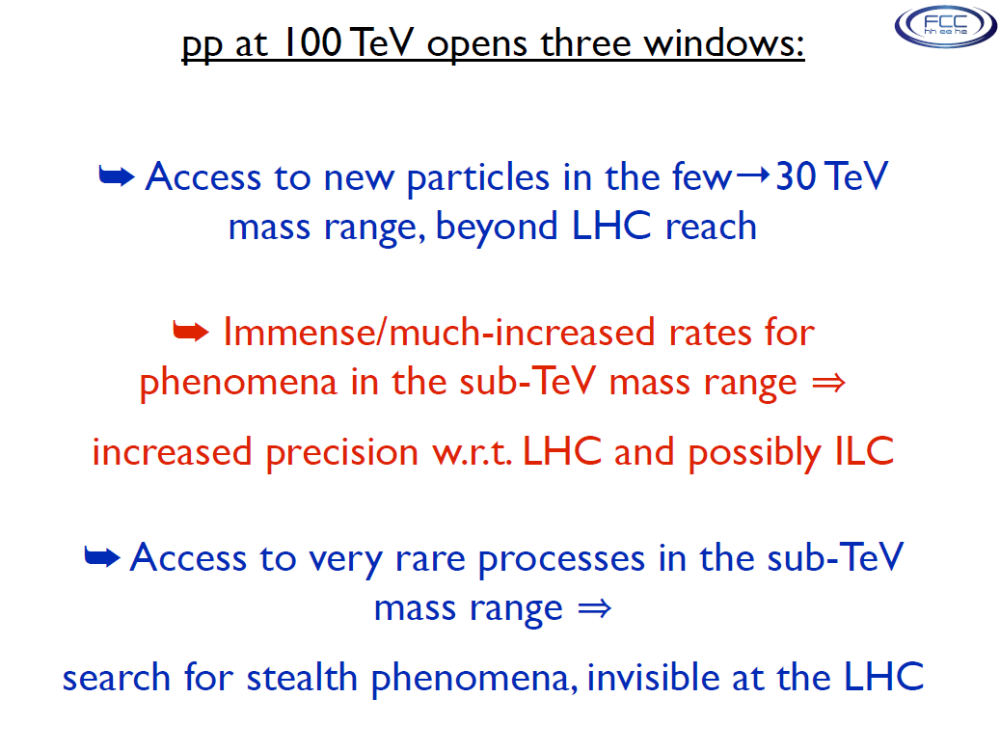 pp at 100 TeV opens three windows:
FCC
hh ee he
➥ Access to new particles in the few→30 TeV
mass range, beyond LHC reach
➥ Immense/much-increased rates for
phenomena in the sub-TeV mass range ⇒
increased precision w.r.t. LHC and possibly ILC
➥ Access to very rare processes in the sub-TeV
mass range ⇒
search for stealth phenomena, invisible at the LHC